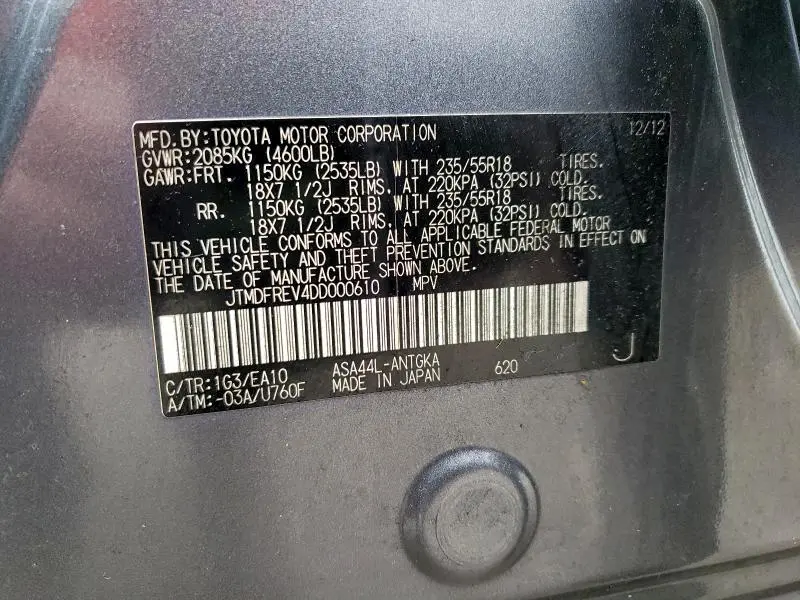 MFD.BY:TOYOTA MOTOR CORPORATION 12/12
GVWR:2085KG (4600LB)
GAWR:FRT. 1150KG (2535LB) WITH 235/55R18 TIRES.
18X7 1/2J RIMS. AT 220KPA (32PSI) COLD.
RR. 1150KG (2535LB) WITH 235/55R18 TIRES.
18X7 1/2J RIMS. AT 220KPA (32PSI) COLD.
THIS VEHICLE CONFORMS TO ALL APPLICABLE FEDERAL MOTOR
VEHICLE SAFETY AND THEFT PREVENTION STANDARDS IN EFFECT ON
THE DATE OF MANUFACTURE SHOWN ABOVE.
JTMDFREV4DD000610 MPV
C/TR:1G3/EA10 ASA44L-ANTGKA 620 J
A/TM:-03A/U760F MADE IN JAPAN